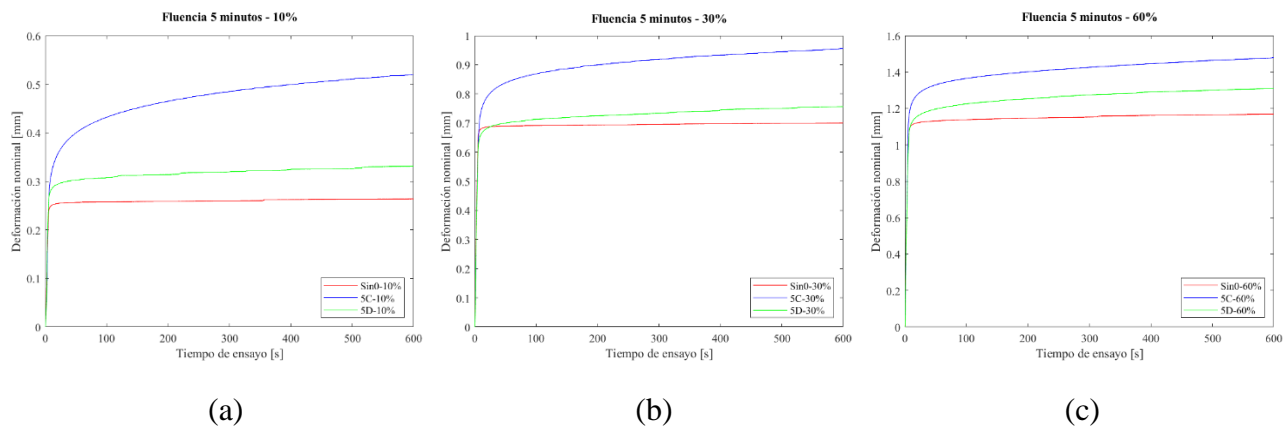 Fluencia 5 minutos - 10%
0.6
0.5
0.4
0.3
0.2
0.1
0
Deformación nominal [mm]
0 100 200 300 400 500 600
Tiempo de ensayo [s]
Sin0-10%
5C-10%
5D-10%
(a)
Fluencia 5 minutos - 30%
1
0.9
0.8
0.7
0.6
0.5
0.4
0.3
0.2
0.1
0
Deformación nominal [mm]
0 100 200 300 400 500 600
Tiempo de ensayo [s]
Sin0-30%
5C-30%
5D-30%
(b)
Fluencia 5 minutos - 60%
1.6
1.4
1.2
1
0.8
0.6
0.4
0.2
0
Deformación nominal [mm]
0 100 200 300 400 500 600
Tiempo de ensayo [s]
Sin0-60%
5C-60%
5D-60%
(c)